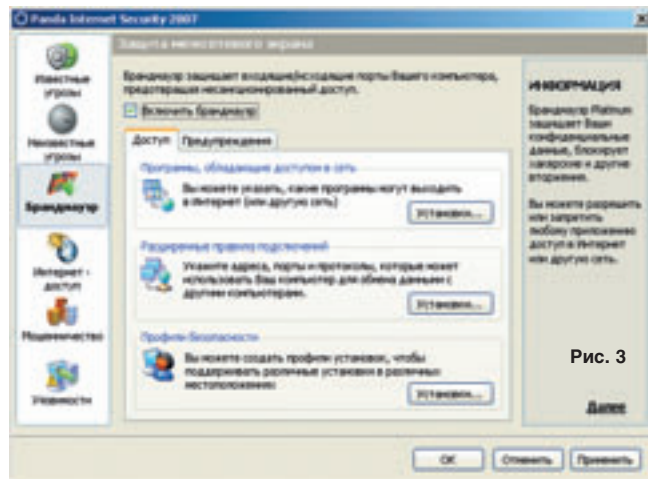 Panda Internet Security 2007
Защита межсетевого экрана
Известные
угрозы
Неизвестные
угрозы
Брандмауэр
Интернет -
доступ
Мошенничество
Уязвимости
Брандмауэр защищает входящие/исходящие порты Вашего компьютера,
предотвращая несанкционированный доступ.
Включить брандмауэр
Доступ
Предупреждения
Программы, обладающие доступом в сеть
Вы можете указать, какие программы могут выходить
в Интернет (или другую сеть)
Установки...
Расширенные правила подключений
Укажите адреса, порты и протоколы, которые может
использовать Ваш компьютер для обмена данными с
другими компьютерами.
Установки...
Профили безопасности
Вы можете создать профили установок, чтобы
поддерживать различные установки в различных
местоположениях
Установки...
ИНФОРМАЦИЯ
Брандмауэр Platinum
защищает Ваши
конфиденциальные
данные, блокирует
хакерские и другие
вторжения.
Вы можете разрешить
или запретить
любому приложению
доступ в Интернет
или другую сеть.
Рис. 3
Далее
OK
Отменить
Применить